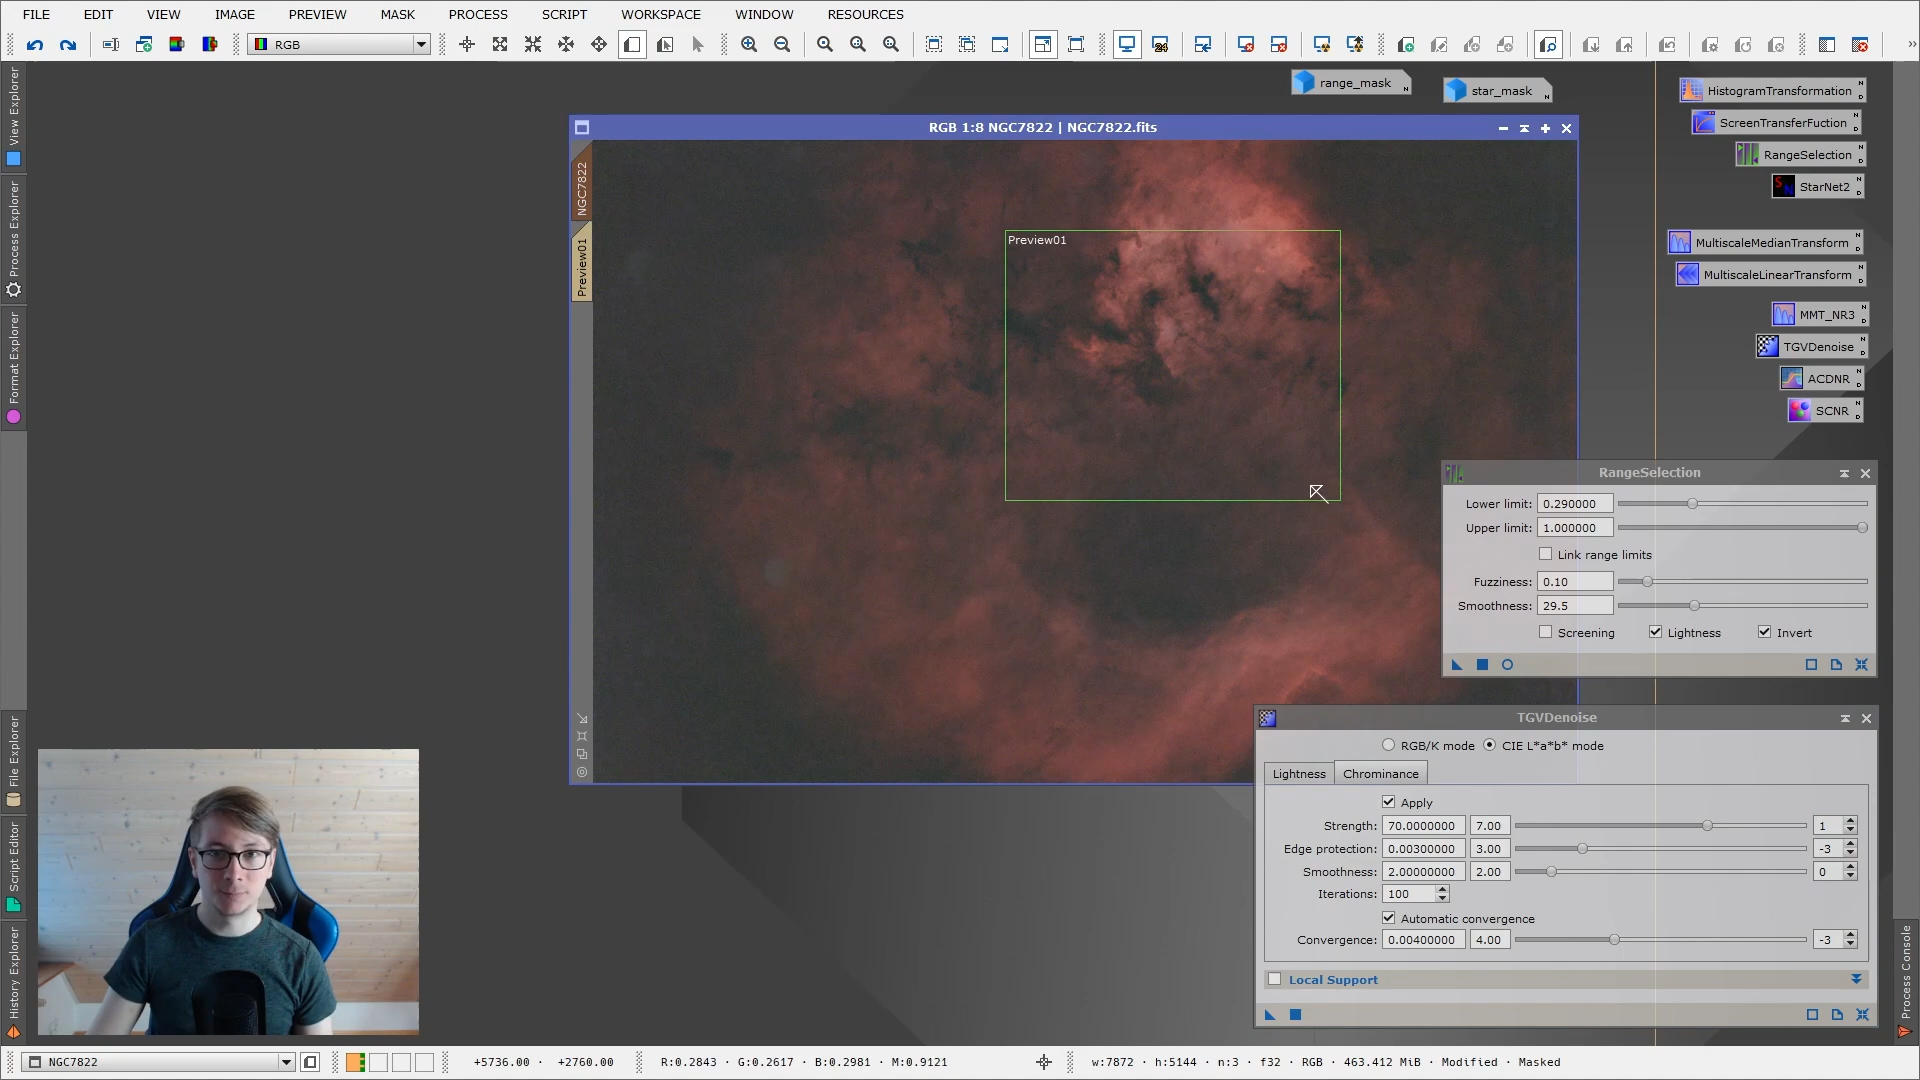 FILE EDIT VIEW IMAGE PREVIEW MASK PROCESS SCRIPT WORKSPACE WINDOW RESOURCES
RGB
24
»
View Explorer
Process Explorer
Format Explorer
File Explorer
Script Editor
History Explorer
range_mask N
star_mask N
HistogramTransformation N D
ScreenTransferFuction N D
RangeSelection N D
StarNet2 N D
MultiscaleMedianTransform N D
MultiscaleLinearTransform N D
MMT_NR3 N D
TGVDenoise N D
ACDNR N D
SCNR N D
RGB 1:8 NGC7822 | NGC7822.fits
NGC7822
Preview01
Preview01
RangeSelection
Lower limit: 0.290000
Upper limit: 1.000000
Link range limits
Fuzziness: 0.10
Smoothness: 29.5
Screening Lightness Invert
TGVDenoise
RGB/K mode CIE L*a*b* mode
Lightness Chrominance
Apply
Strength: 70.0000000 7.00 1
Edge protection: 0.00300000 3.00 -3
Smoothness: 2.00000000 2.00 0
Iterations: 100
Automatic convergence
Convergence: 0.00400000 4.00 -3
Local Support
Process Console
NGC7822 +5736.00 · +2760.00 R:0.2843 · G:0.2617 · B:0.2981 · M:0.9121 w:7872 · h:5144 · n:3 · f32 · RGB · 463.412 MiB · Modified · Masked